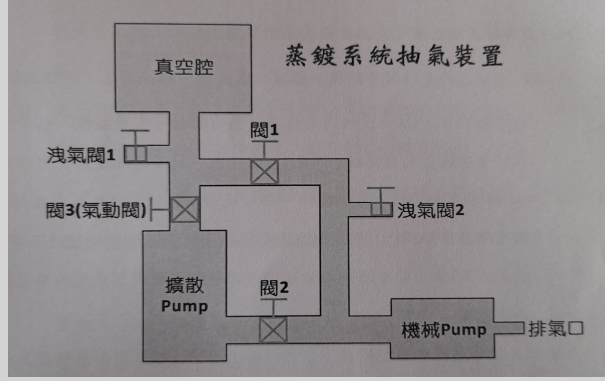 蒸鍍系統抽氣裝置
真空腔
閥1
洩氣閥1
閥3(氣動閥)
洩氣閥2
擴散
Pump
閥2
機械Pump
排氣口